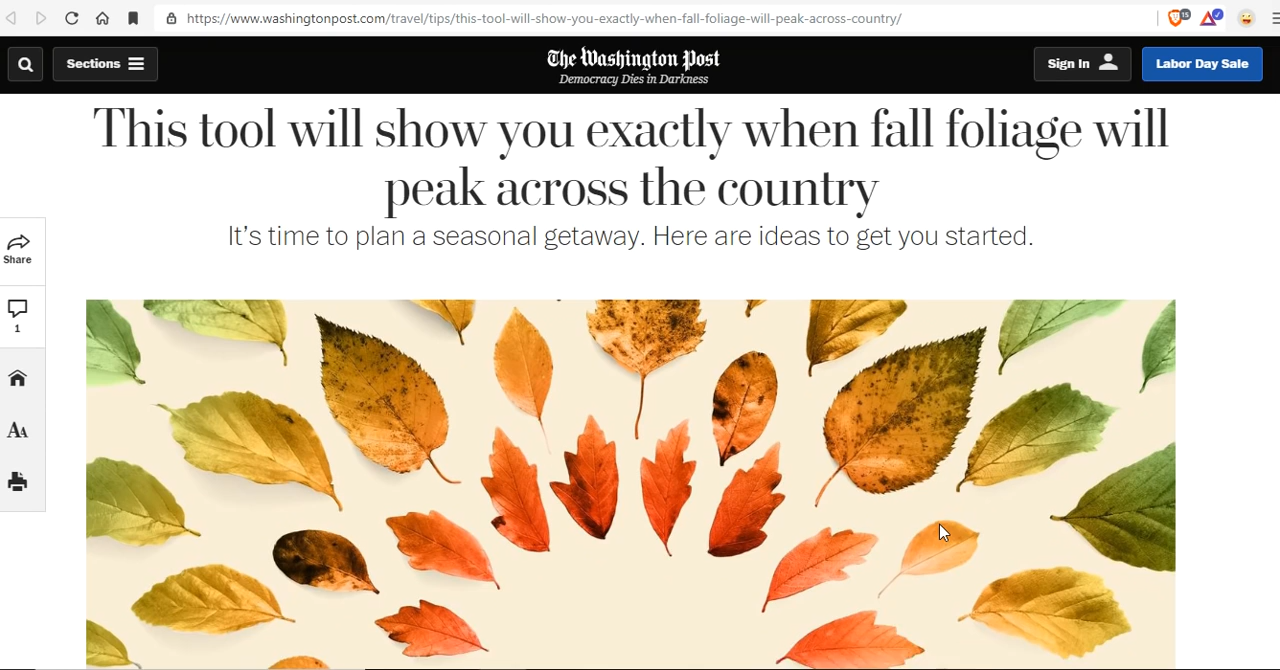 https://www.washingtonpost.com/travel/tips/this-tool-will-show-you-exactly-when-fall-foliage-will-peak-across-country/
15
Sections
The Washington Post
Democracy Dies in Darkness
Sign In
Labor Day Sale
This tool will show you exactly when fall foliage will
peak across the country
It's time to plan a seasonal getaway. Here are ideas to get you started.
Share
1
AA